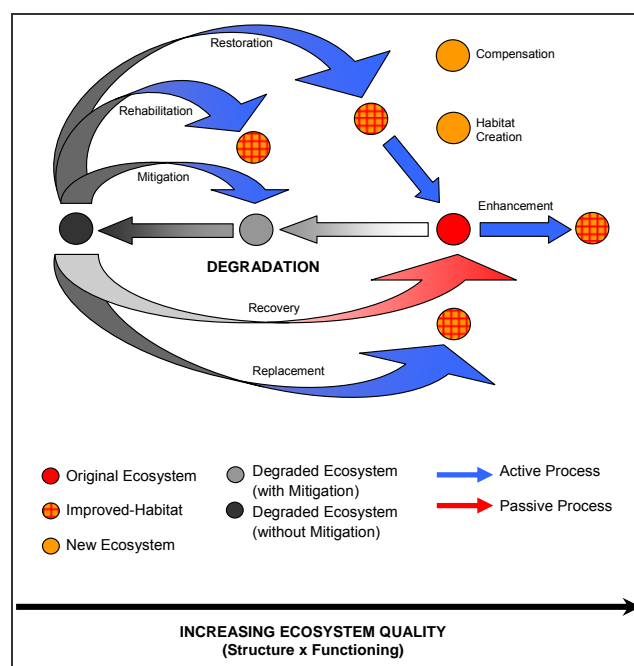 Restoration
Compensation
Rehabilitation
Habitat
Creation
Mitigation
Enhancement
DEGRADATION
Recovery
Replacement
Original Ecosystem
Improved-Habitat
New Ecosystem
Degraded Ecosystem
(with Mitigation)
Degraded Ecosystem
(without Mitigation)
Active Process
Passive Process
INCREASING ECOSYSTEM QUALITY
(Structure x Functioning)